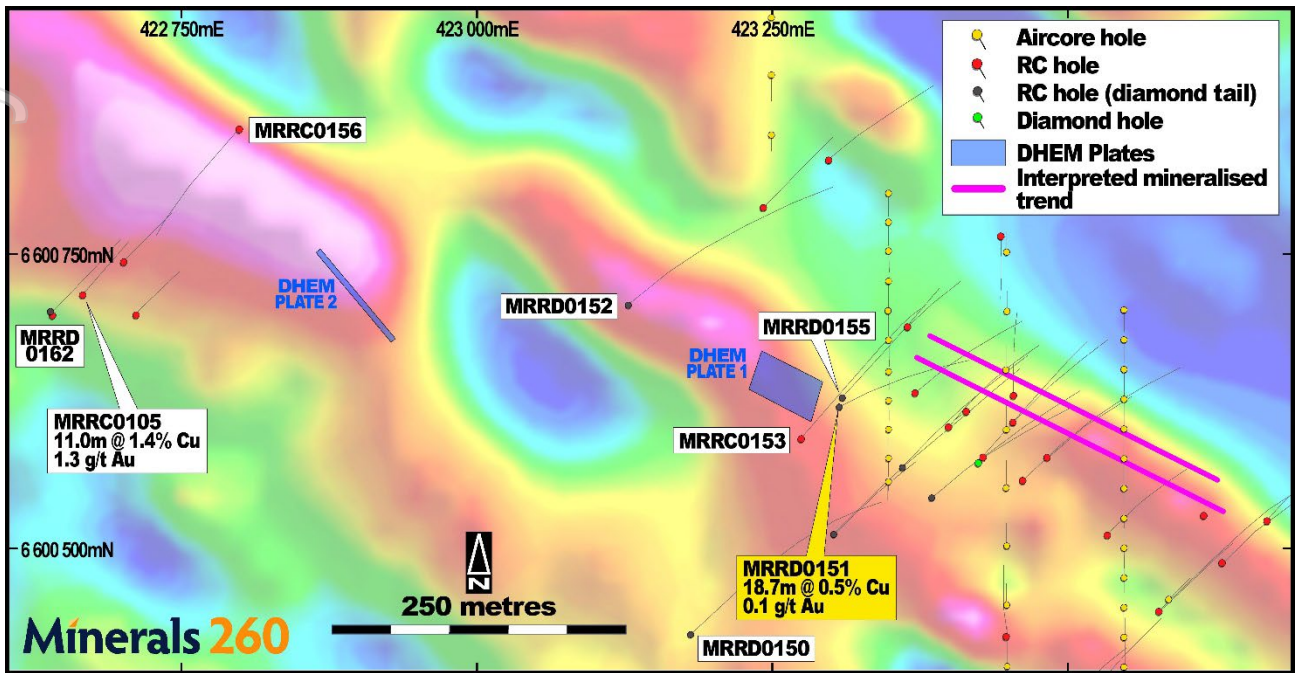 422 750mE
423 000mE
423 250mE
Aircore hole
RC hole
RC hole (diamond tail)
Diamond hole
DHEM Plates
Interpreted mineralised
trend
MRRC0156
6 600 750mN
DHEM
PLATE 2
MRRD0152
MRRD
0162
MRRD0155
DHEM
PLATE 1
MRRC0105
11.0m @ 1.4% Cu
1.3 g/t Au
MRRC0153
6 600 500mN
N
250 metres
MRRD0151
18.7m @ 0.5% Cu
0.1 g/t Au
Minerals 260
MRRD0150